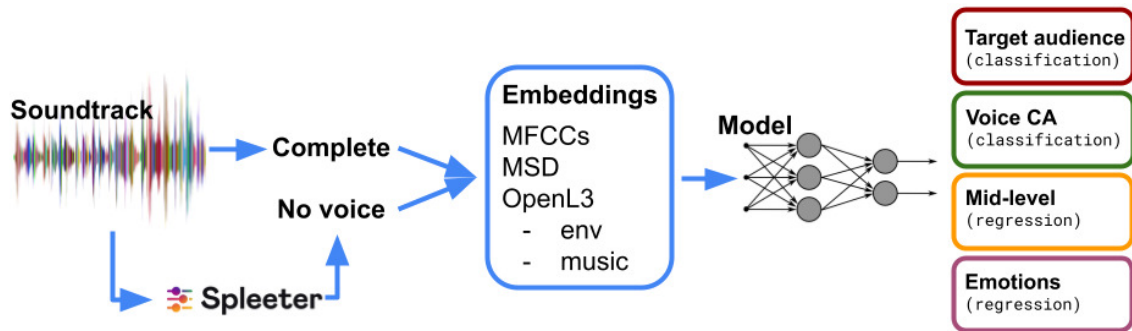 Soundtrack
Complete
No voice
Spleeter
Embeddings
MFCCs
MSD
OpenL3
- env
- music
Model
Target audience
(classification)
Voice CA
(classification)
Mid-level
(regression)
Emotions
(regression)